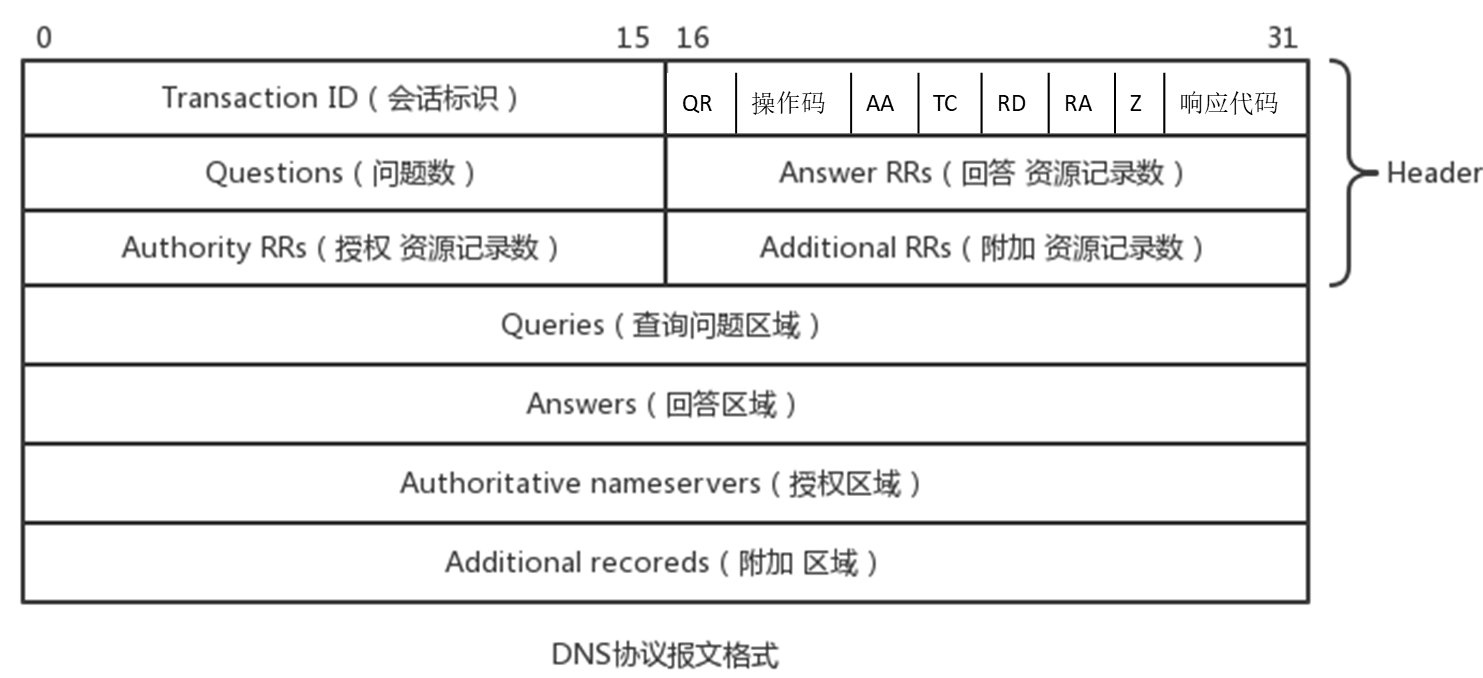 0 15 16 31
Transaction ID（会话标识） QR 操作码 AA TC RD RA Z 响应代码
Questions（问题数） Answer RRs（回答 资源记录数） Header
Authority RRs（授权 资源记录数） Additional RRs（附加 资源记录数）
Queries（查询问题区域）
Answers（回答区域）
Authoritative nameservers（授权区域）
Additional recoreds（附加 区域）
DNS协议报文格式